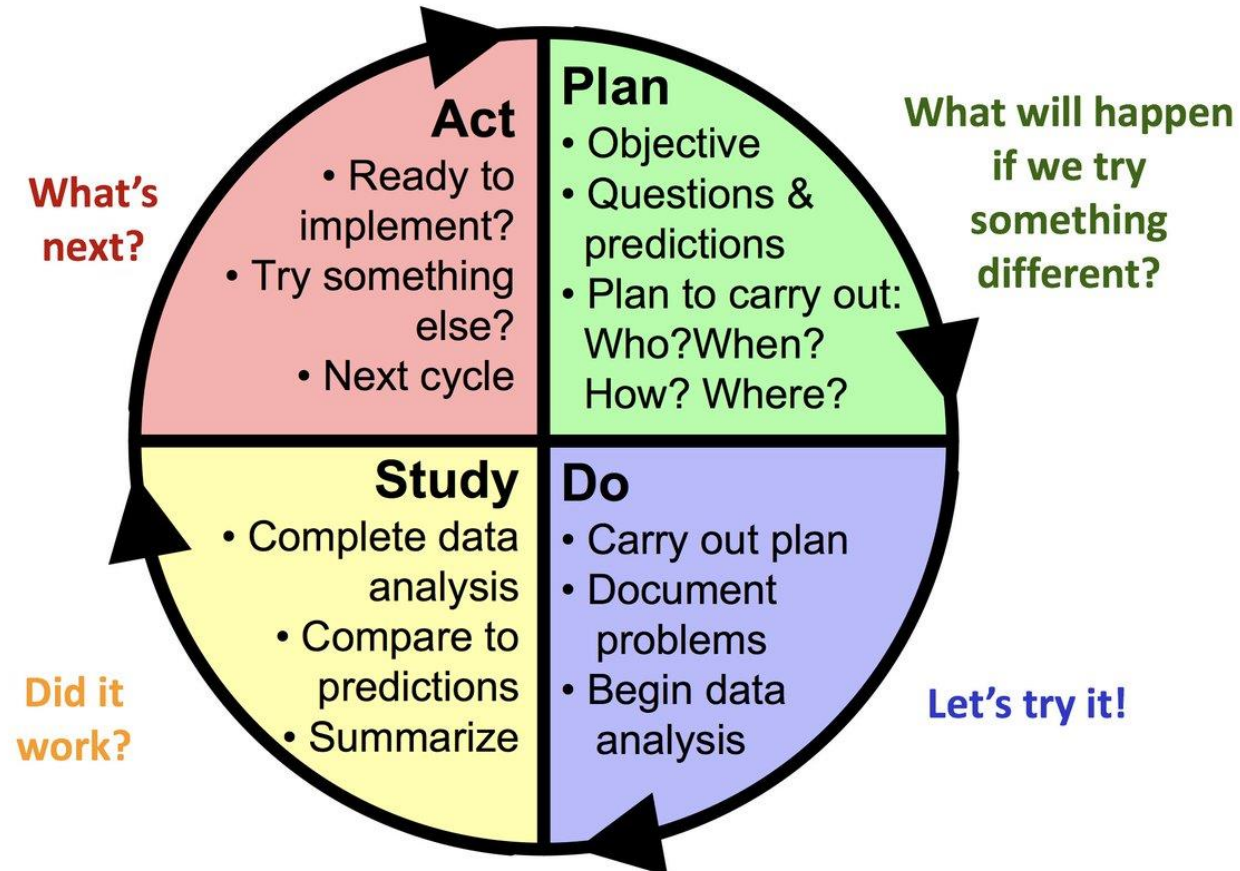 Plan
• Objective
• Questions &
predictions
• Plan to carry out:
Who?When?
How? Where?
What will happen
if we try
something
different?
Do
• Carry out plan
• Document
problems
• Begin data
analysis
Let's try it!
Study
• Complete data
analysis
• Compare to
predictions
• Summarize
Did it
work?
Act
• Ready to
implement?
• Try something
else?
• Next cycle
What's
next?